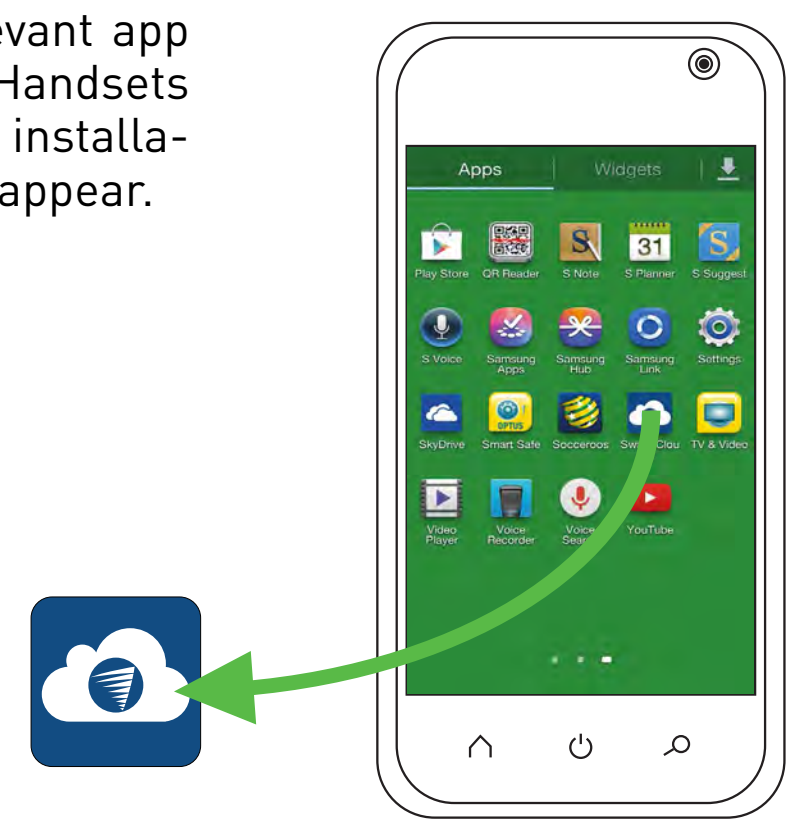 evant app
Handsets
installa-
appear.
Apps Widgets
Play Store QR Reader S Note S Planner S Suggest
31
S Voice Samsung Apps Samsung Hub Samsung Link Settings
OPTUS
SkyDrive Smart Safe Socceroos TV & Video
Video Player Voice Recorder Voice YouTube